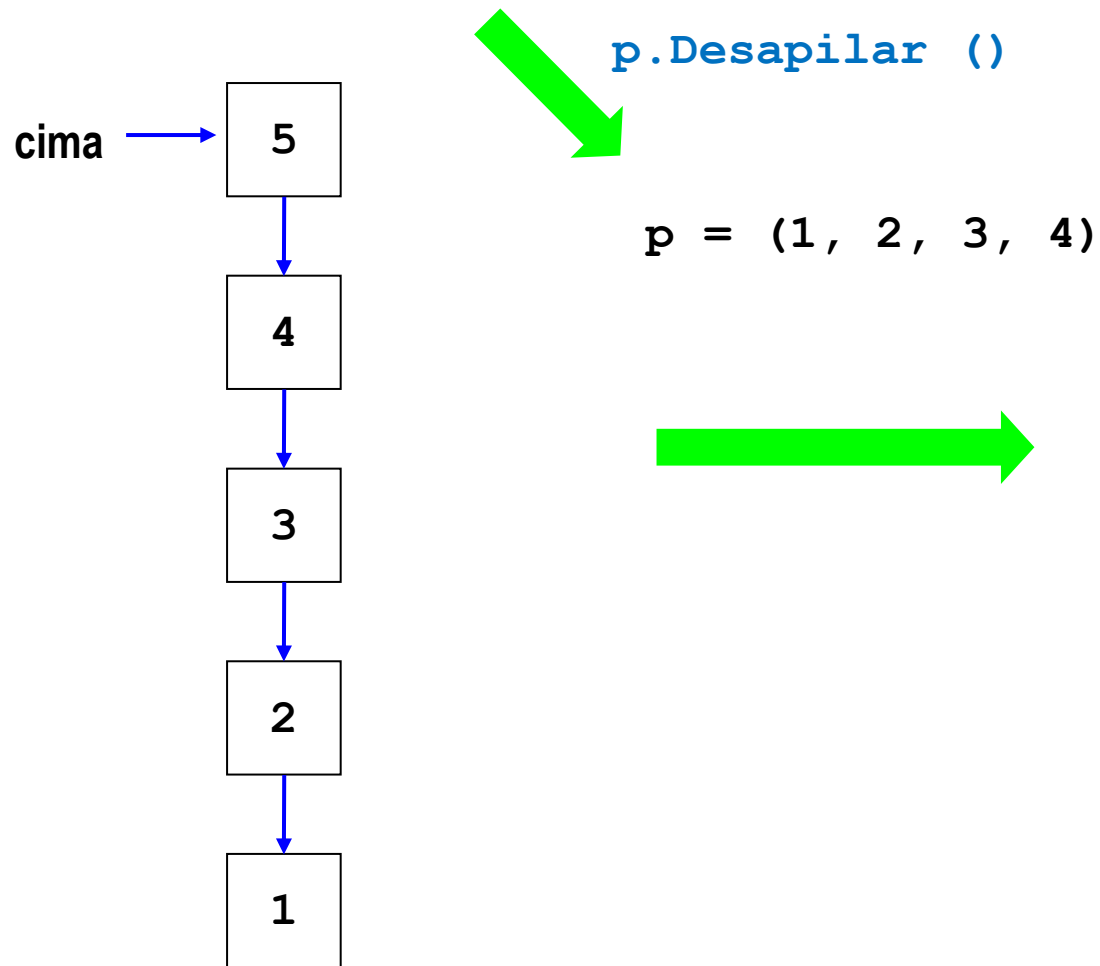 p.Desapilar ()
cima
5
p = (1, 2, 3, 4)
4
3
2
1